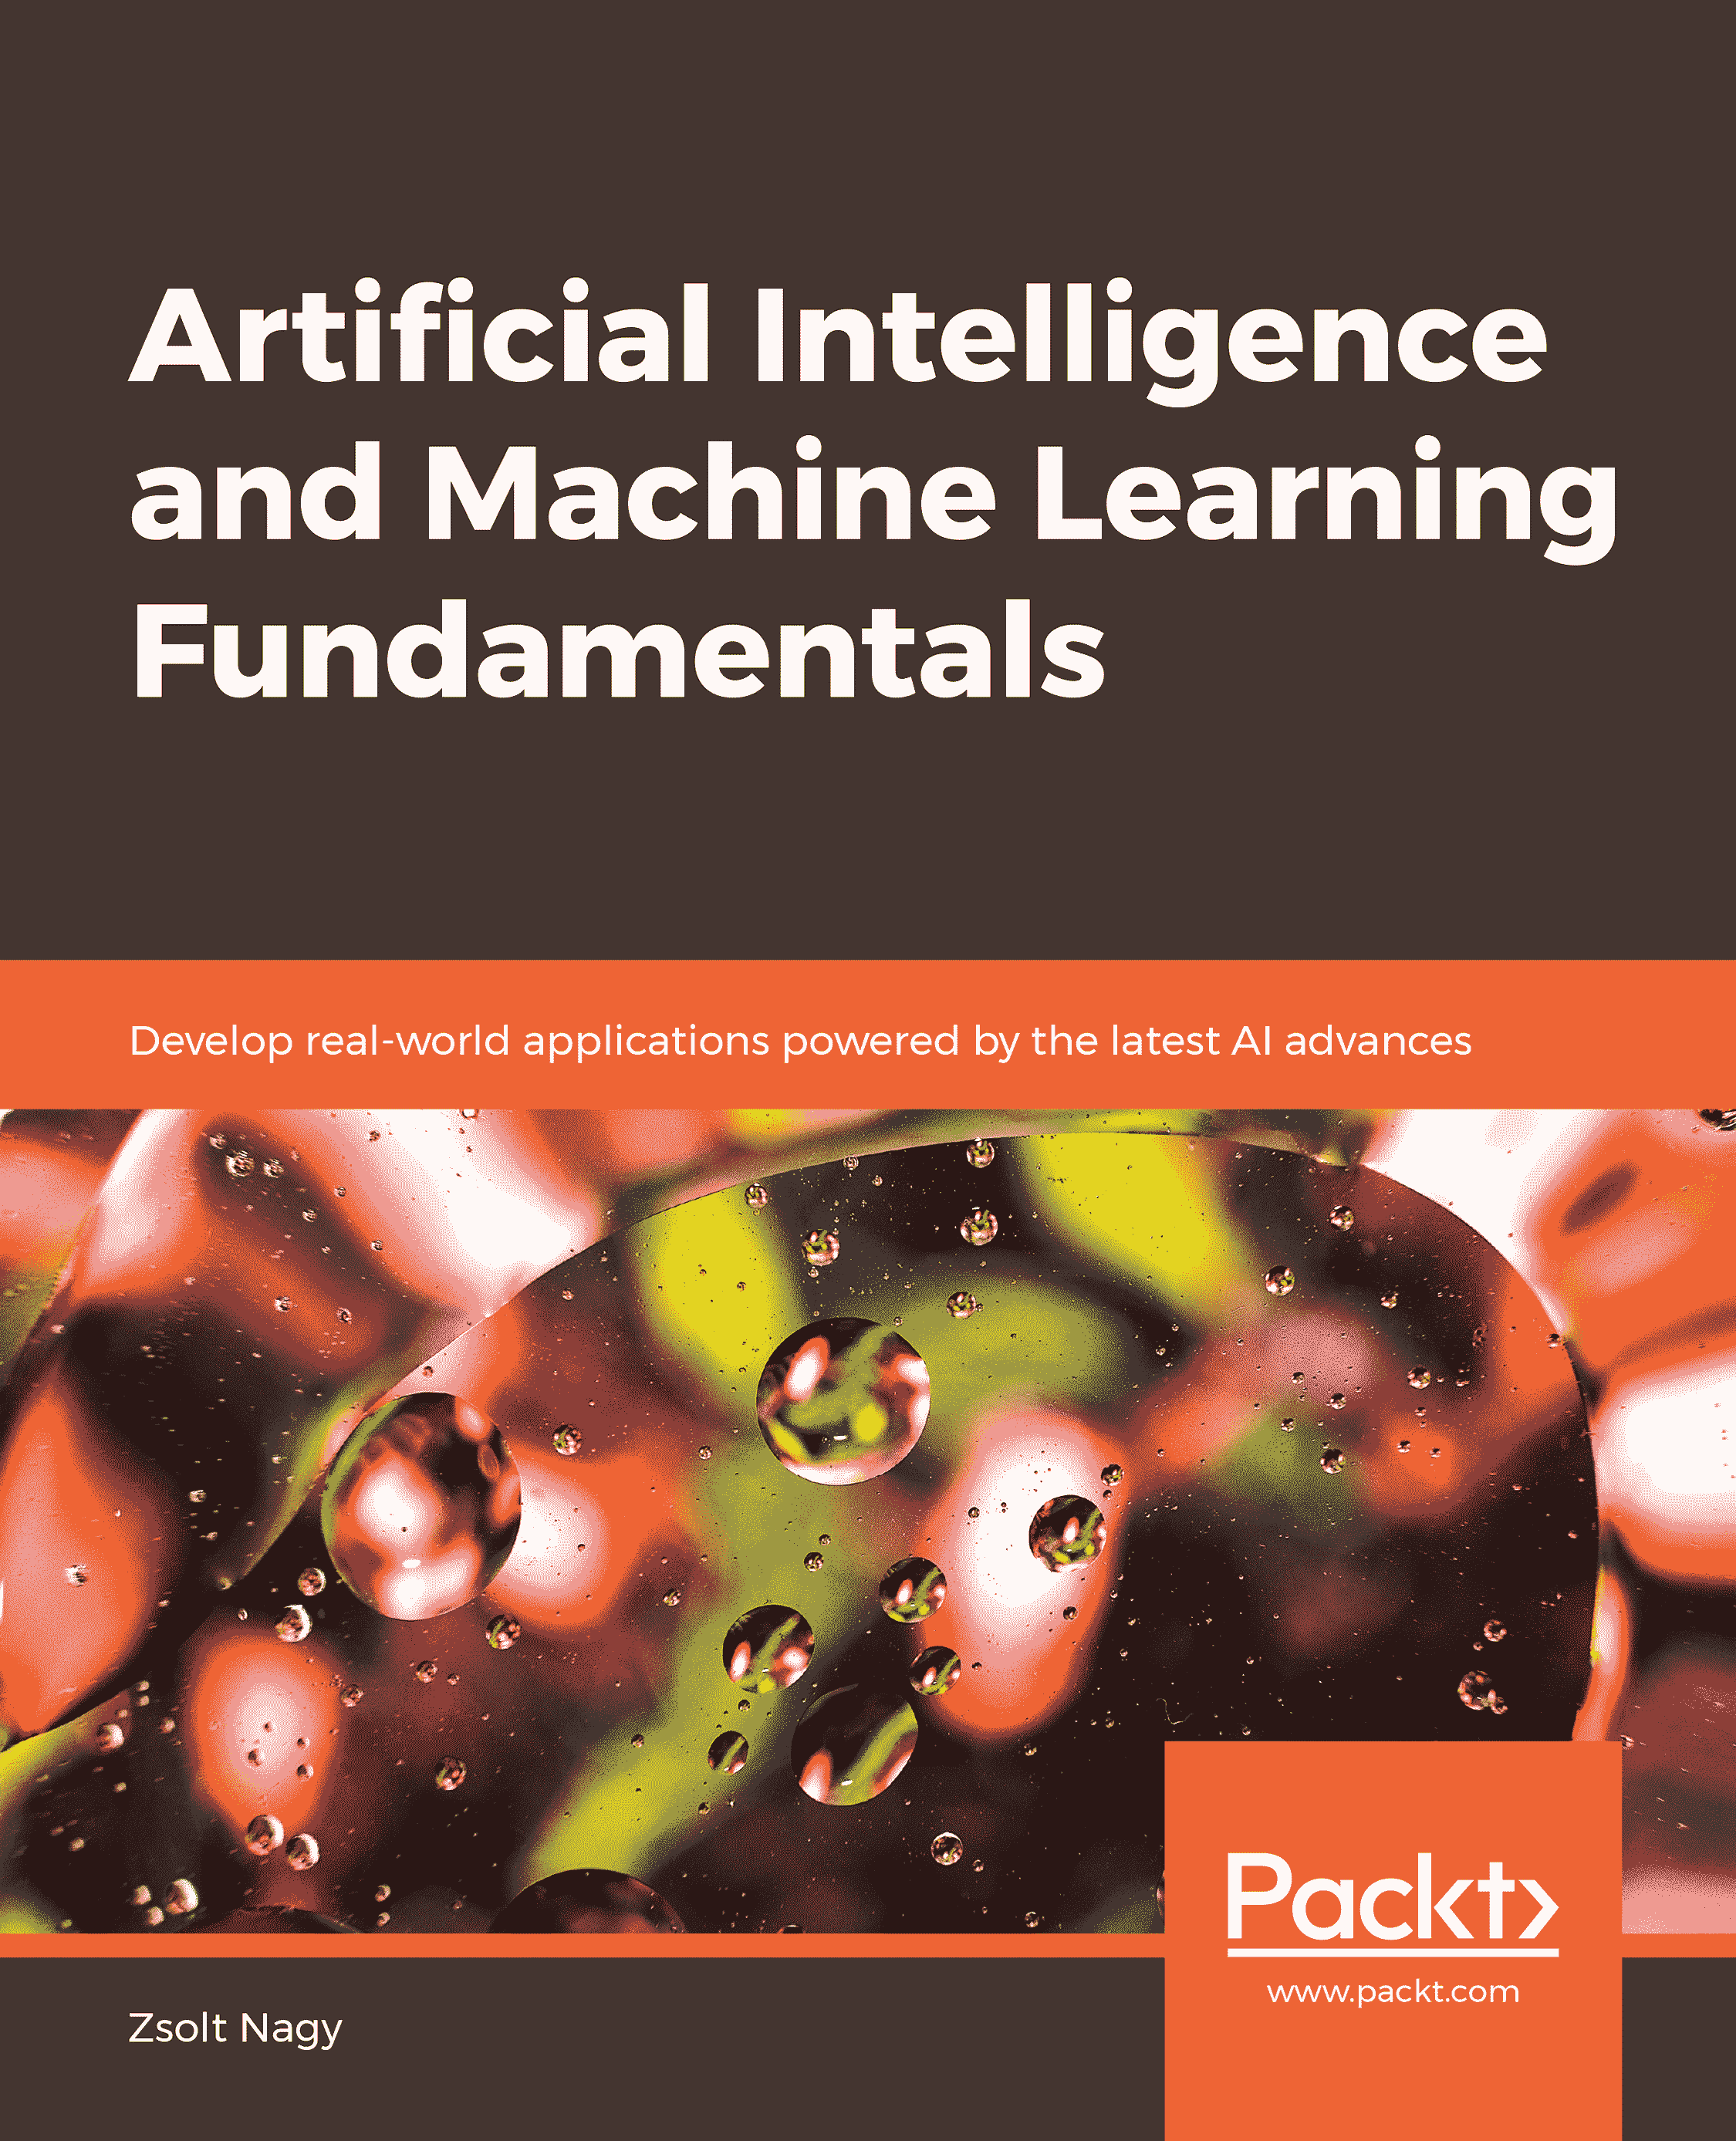 Artificial Intelligence
and Machine Learning
Fundamentals
Develop real-world applications powered by the latest AI advances
Packt
www.packt.com
Zsolt Nagy